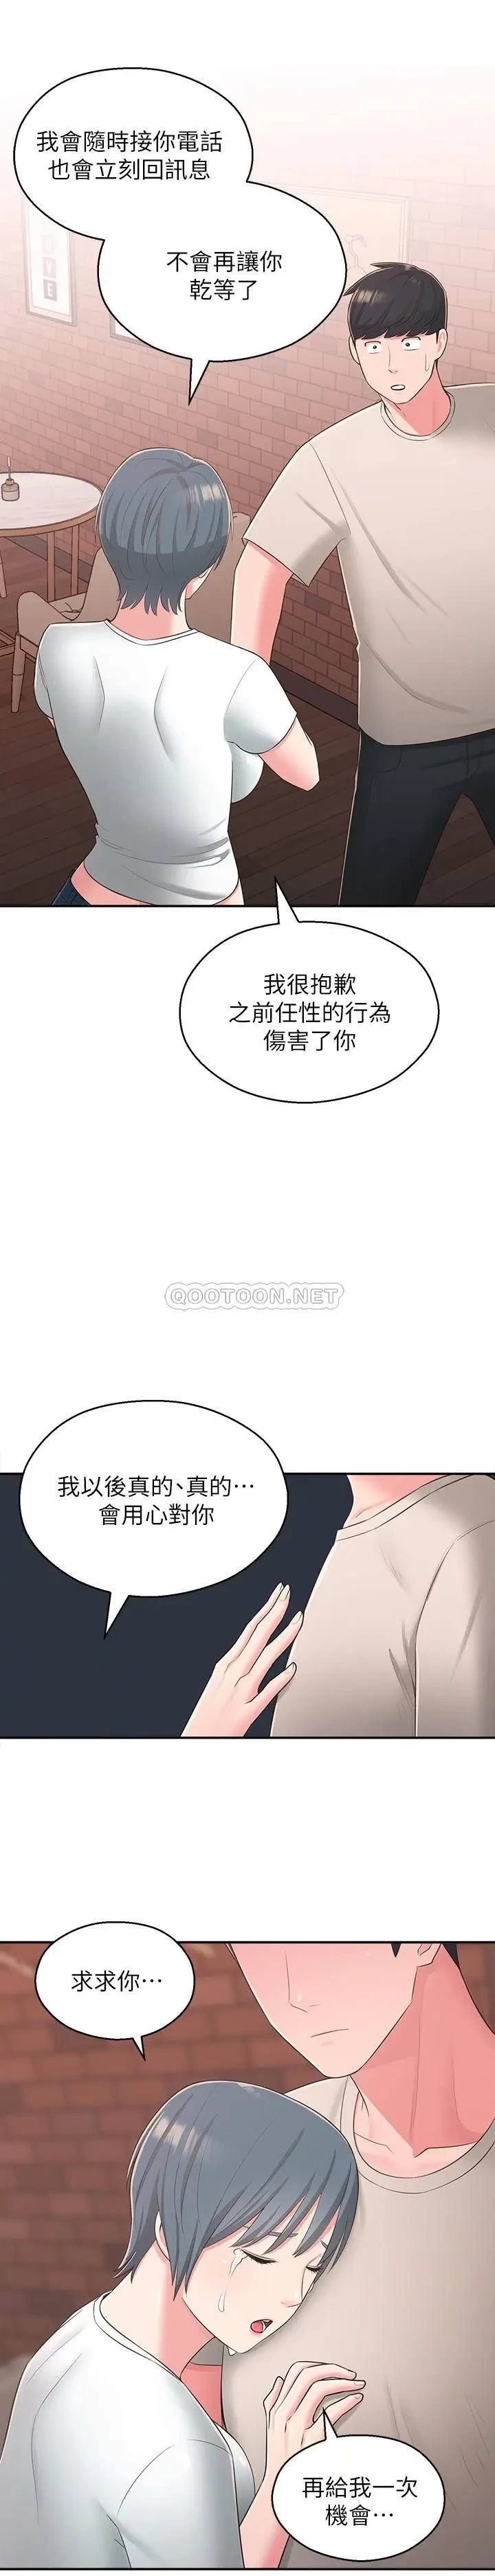 我會隨時接你電話
也會立刻回訊息
不會再讓你
乾等了
我很抱歉
之前任性的行為
傷害了你
QOOTOON.NET
我以後真的、真的…
會用心對你
求求你…
再給我一次
機會…